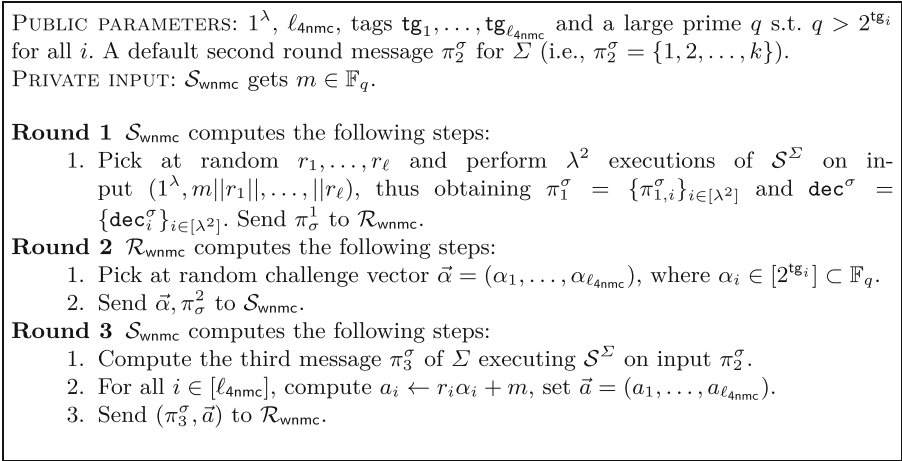 PUBLIC PARAMETERS: 1^λ, ℓ_4nmc, tags tg_1, . . . , tg_ℓ_4nmc and a large prime q s.t. q > 2^tg_i
for all i. A default second round message π_2^σ for Σ (i.e., π_2^σ = {1, 2, . . . , k}).
PRIVATE INPUT: S_wnmc gets m ∈ F_q.
Round 1 S_wnmc computes the following steps:
1. Pick at random r_1, . . . , r_ℓ and perform λ^2 executions of S^Σ on in-
put (1^λ, m||r_1||, . . . , ||r_ℓ), thus obtaining π_1^σ = {π_{1,i}^σ}_{i∈[λ^2]} and dec^σ =
{dec_i^σ}_{i∈[λ^2]}. Send π_σ^1 to R_wnmc.
Round 2 R_wnmc computes the following steps:
1. Pick at random challenge vector α⃗ = (α_1, . . . , α_ℓ_4nmc), where α_i ∈ [2^tg_i] ⊂ F_q.
2. Send α⃗, π_σ^2 to S_wnmc.
Round 3 S_wnmc computes the following steps:
1. Compute the third message π_3^σ of Σ executing S^Σ on input π_2^σ.
2. For all i ∈ [ℓ_4nmc], compute a_i ← r_iα_i + m, set a⃗ = (a_1, . . . , a_ℓ_4nmc).
3. Send (π_3^σ, a⃗) to R_wnmc.